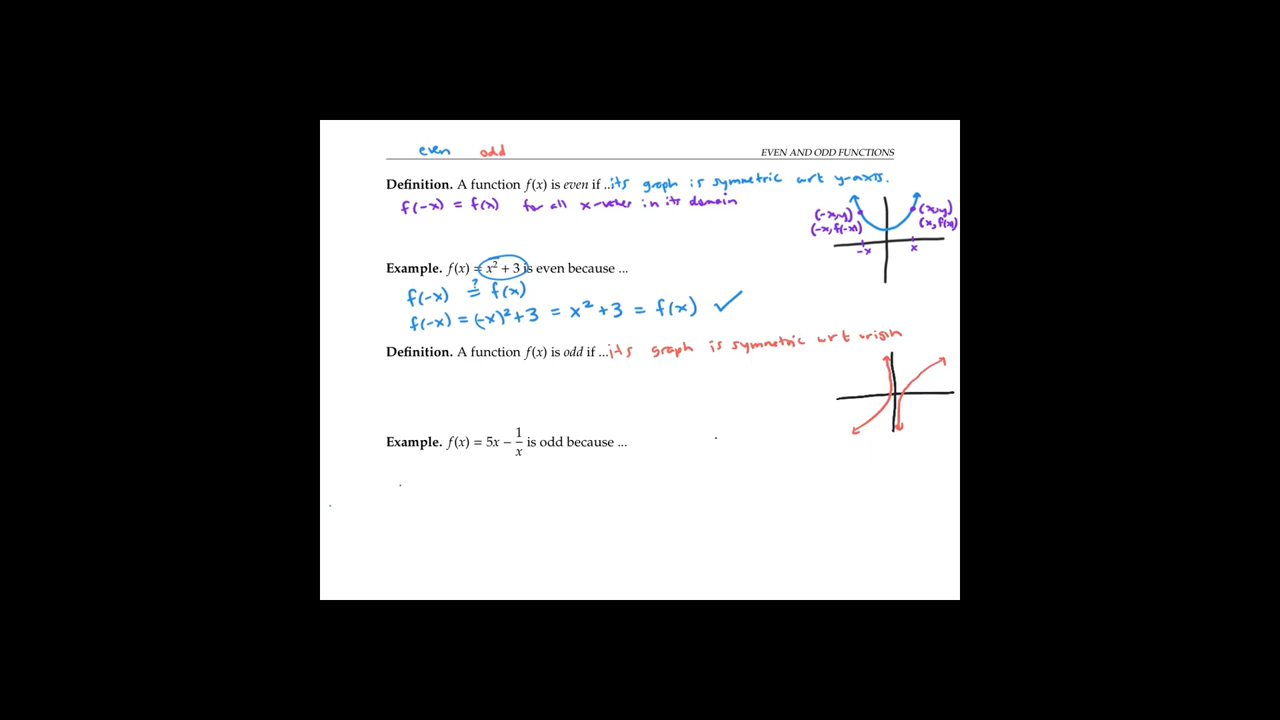 even odd EVEN AND ODD FUNCTIONS
Definition. A function f(x) is even if ..its graph is symmetric wrt y-axis.
f(-x) = f(x) for all x-values in its domain
(-x,y) (x,y)
(-x, f(-x)) (x, f(x))
-x x
Example. f(x) = x² + 3 is even because ...
f(-x) ?= f(x)
f(-x) = (-x)² + 3 = x² + 3 = f(x) ✓
Definition. A function f(x) is odd if ...its graph is symmetric wrt origin
Example. f(x) = 5x − 1/x is odd because ...